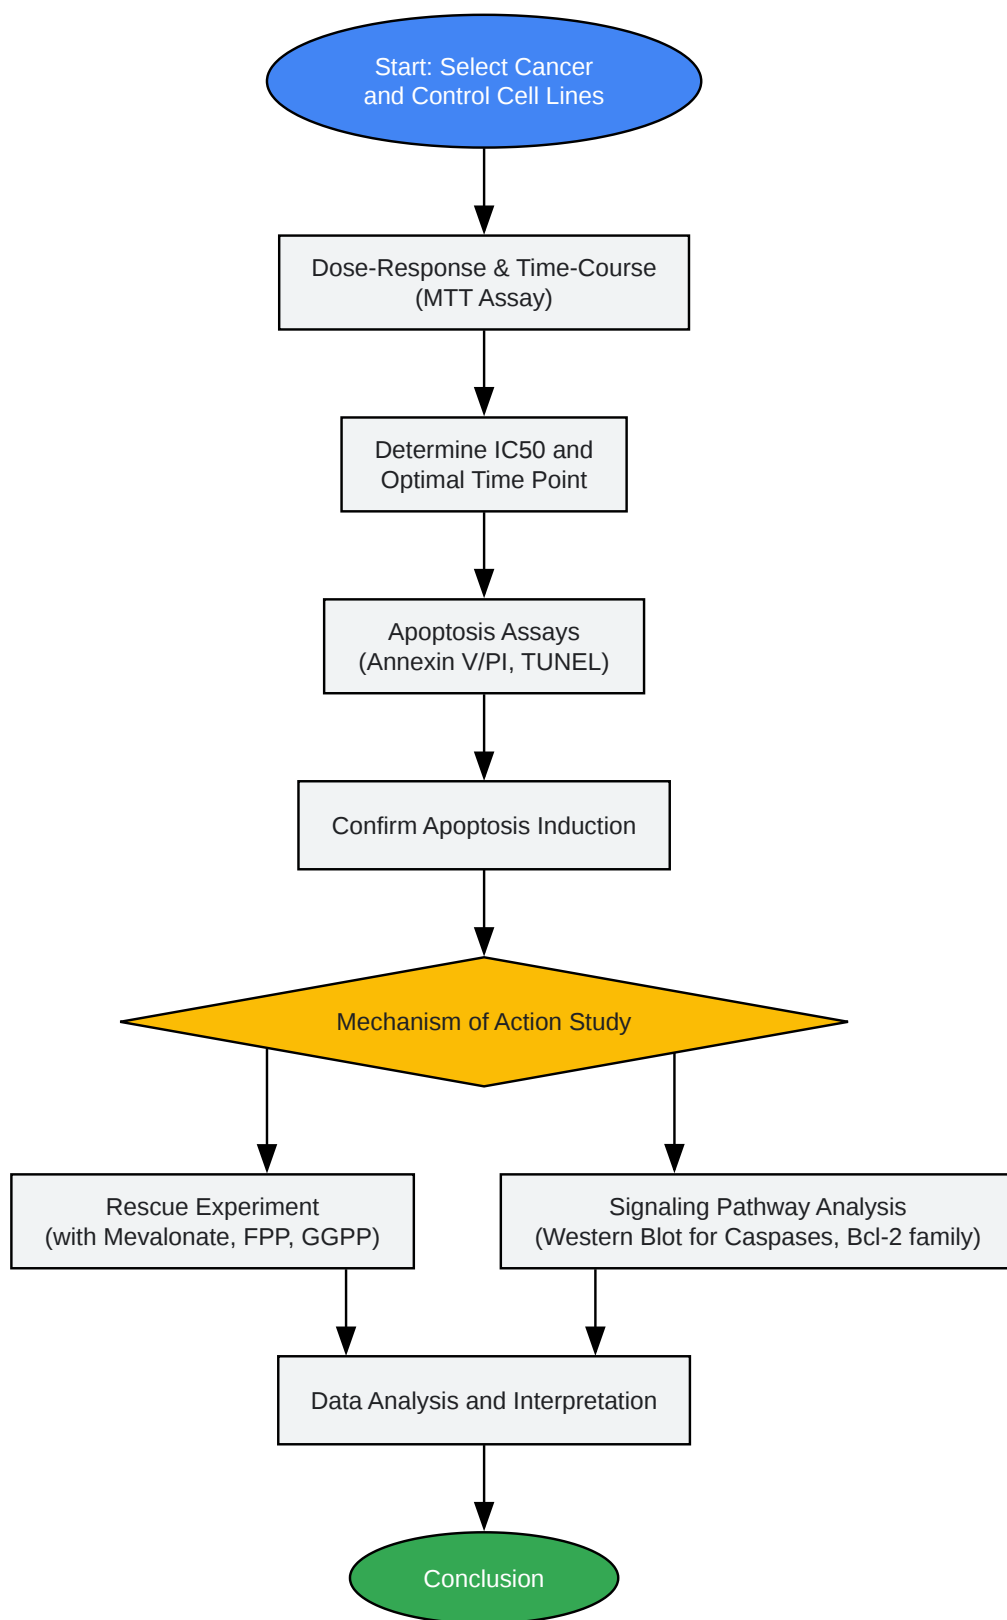 Start: Select Cancer
and Control Cell Lines
Dose-Response & Time-Course
(MTT Assay)
Determine IC50 and
Optimal Time Point
Apoptosis Assays
(Annexin V/PI, TUNEL)
Confirm Apoptosis Induction
Mechanism of Action Study
Rescue Experiment
(with Mevalonate, FPP, GGPP)
Signaling Pathway Analysis
(Western Blot for Caspases, Bcl-2 family)
Data Analysis and Interpretation
Conclusion